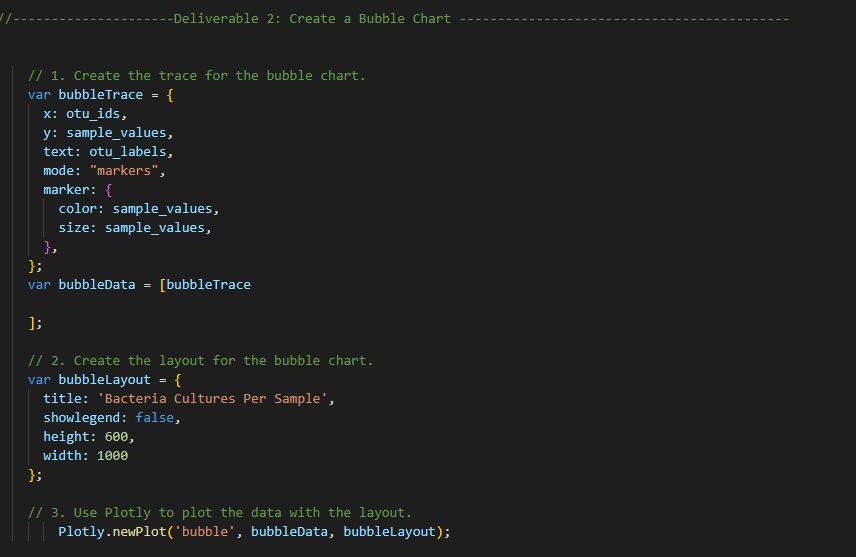 //---------------------Deliverable 2: Create a Bubble Chart -------------------------------------------
// 1. Create the trace for the bubble chart.
var bubbleTrace = {
x: otu_ids,
y: sample_values,
text: otu_labels,
mode: "markers",
marker: {
color: sample_values,
size: sample_values,
},
};
var bubbleData = [bubbleTrace
];
// 2. Create the layout for the bubble chart.
var bubbleLayout = {
title: 'Bacteria Cultures Per Sample',
showlegend: false,
height: 600,
width: 1000
};
// 3. Use Plotly to plot the data with the layout.
Plotly.newPlot('bubble', bubbleData, bubbleLayout);